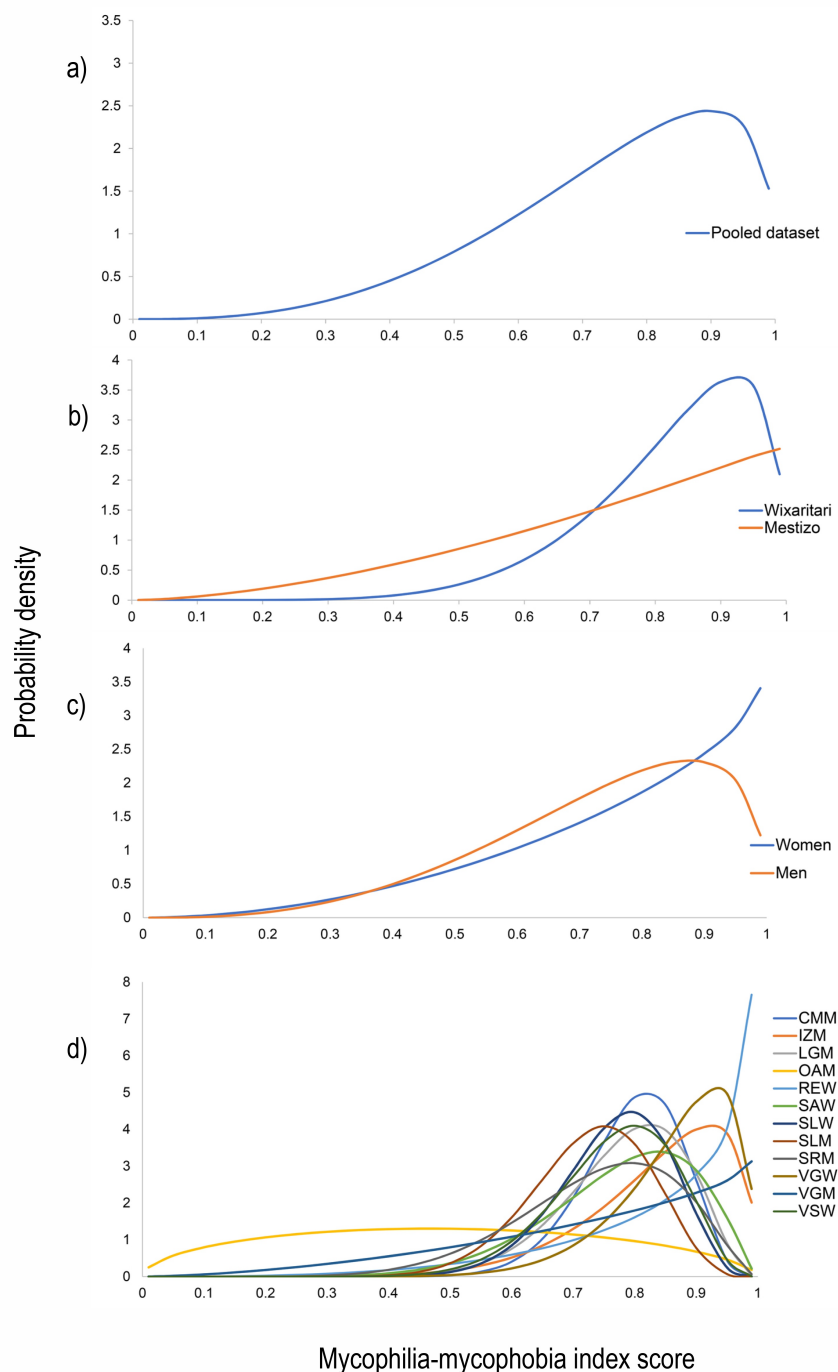 a)
3.5
3
2.5
2
1.5
1
0.5
0
0 0.1 0.2 0.3 0.4 0.5 0.6 0.7 0.8 0.9 1
Pooled dataset
b)
4
3.5
3
2.5
2
1.5
1
0.5
0
0 0.1 0.2 0.3 0.4 0.5 0.6 0.7 0.8 0.9 1
Wixaritari
Mestizo
Probability density
c)
4
3.5
3
2.5
2
1.5
1
0.5
0
0 0.1 0.2 0.3 0.4 0.5 0.6 0.7 0.8 0.9 1
Women
Men
d)
8
7
6
5
4
3
2
1
0
0 0.1 0.2 0.3 0.4 0.5 0.6 0.7 0.8 0.9 1
CMM
IZM
LGM
OAM
REW
SAW
SLW
SLM
SRM
VGW
VGM
VSW
Mycophilia-mycophobia index score